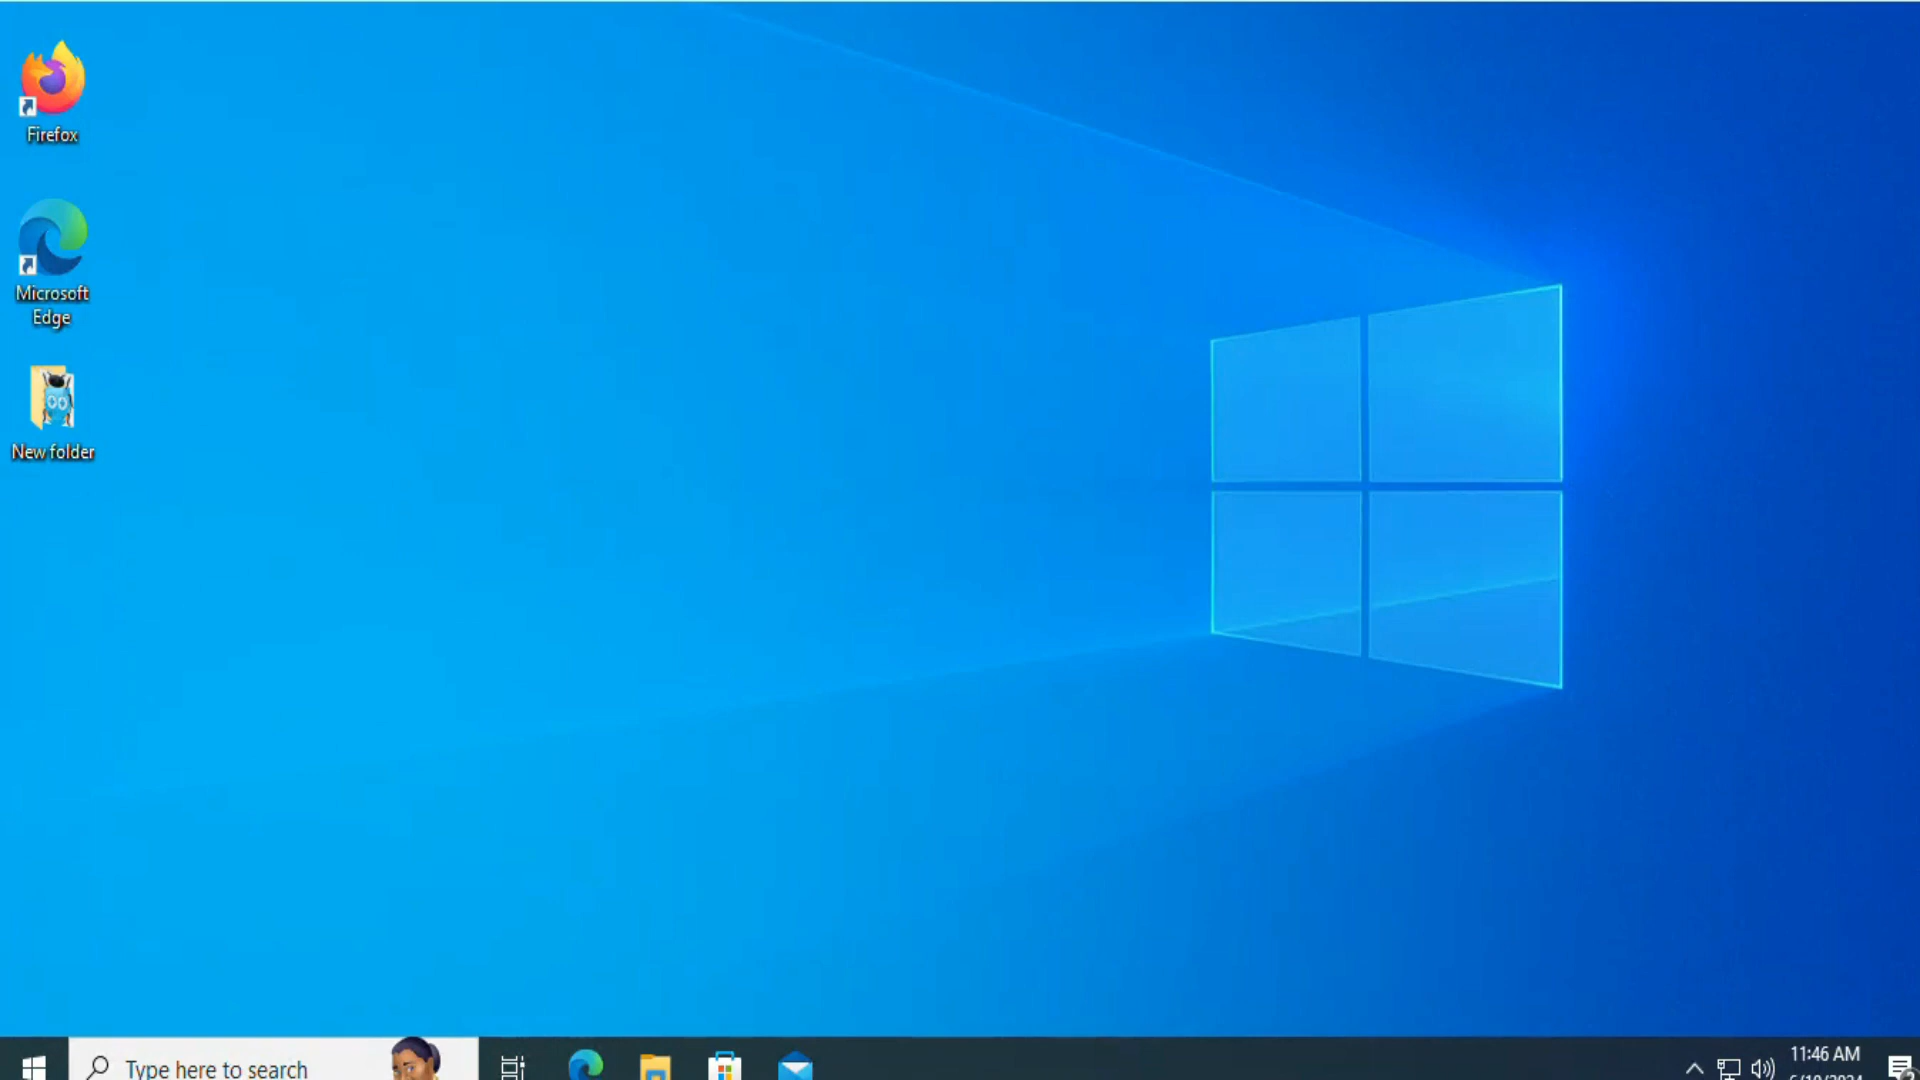 Firefox
Microsoft
Edge
New folder
Type here to search
11:46 AM